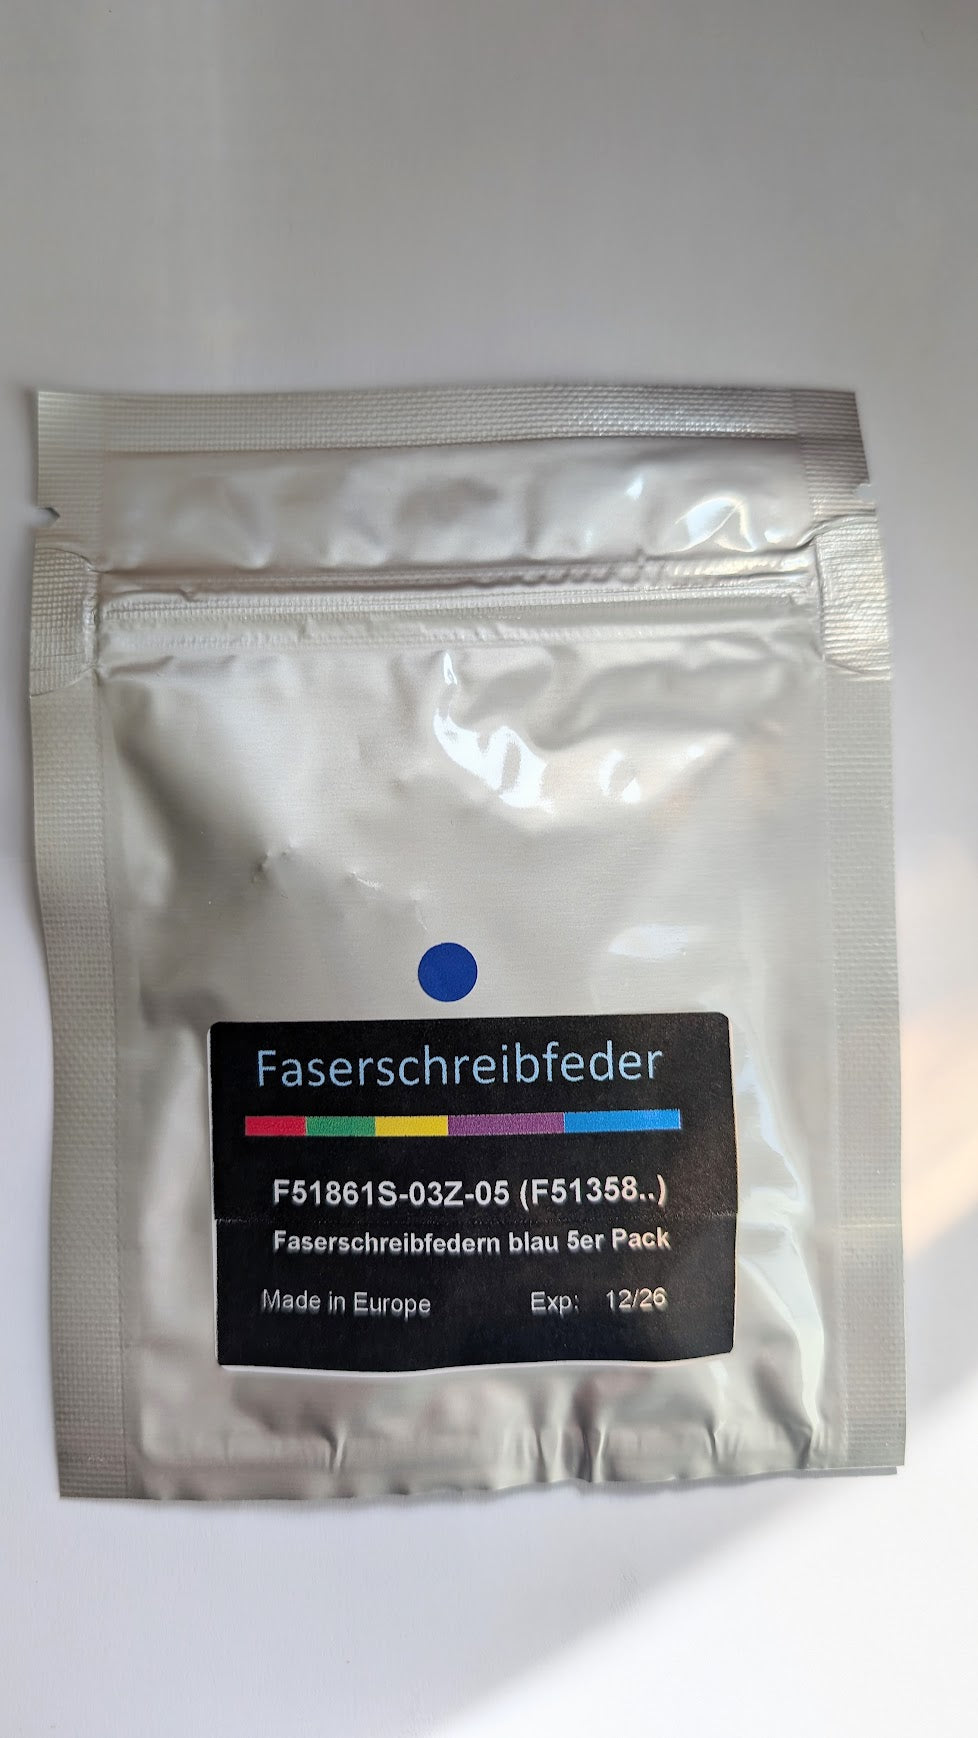 Faserschreibfeder
F51861S-03Z-05 (F51358..)
Faserschreibfedern blau 5er Pack
Made in Europe Exp: 12/26